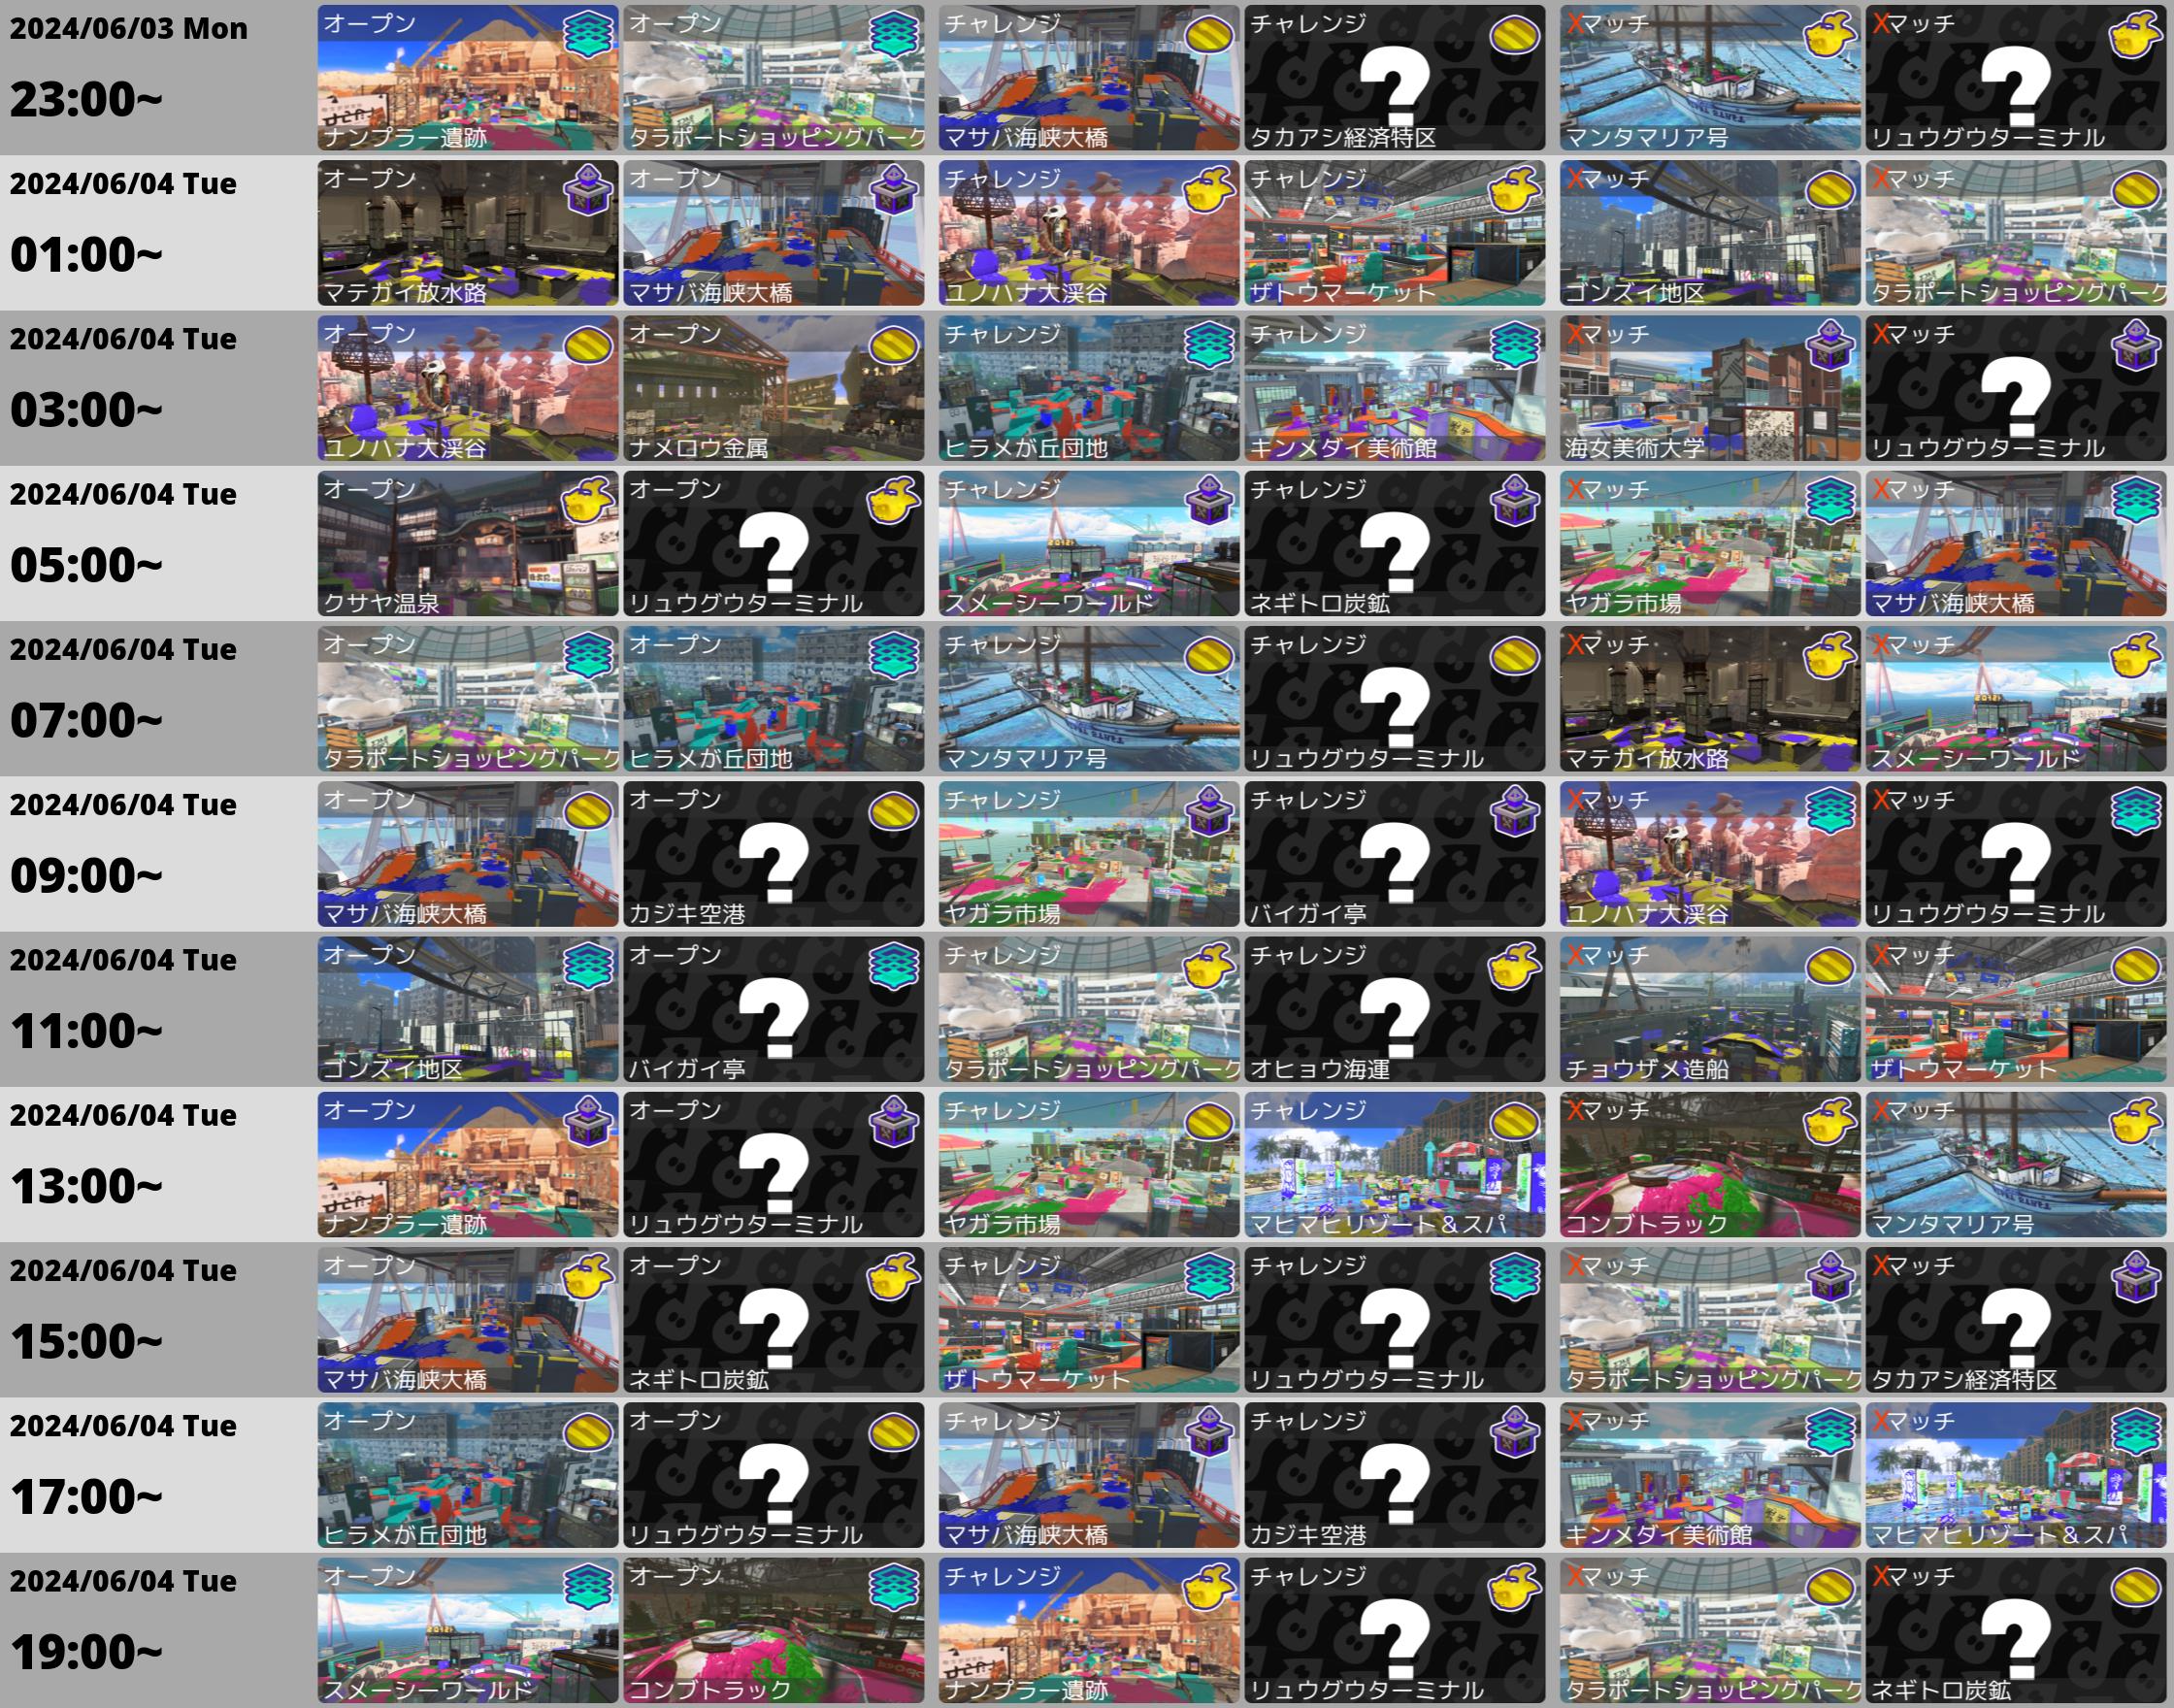 2024/06/03 Mon
23:00~
オープン
ナンプラー遺跡
オープン
タラポートショッピングパーク
チャレンジ
マサバ海峡大橋
チャレンジ
?
タカアシ経済特区
Xマッチ
マンタマリア号
Xマッチ
?
リュウグウターミナル
2024/06/04 Tue
01:00~
オープン
マテガイ放水路
オープン
マサバ海峡大橋
チャレンジ
ユノハナ大渓谷
チャレンジ
ザトウマーケット
Xマッチ
ゴンズイ地区
Xマッチ
タラポートショッピングパーク
2024/06/04 Tue
03:00~
オープン
ユノハナ大渓谷
オープン
ナメロウ金属
チャレンジ
ヒラメが丘団地
チャレンジ
キンメダイ美術館
Xマッチ
海女美術大学
Xマッチ
?
リュウグウターミナル
2024/06/04 Tue
05:00~
オープン
クサヤ温泉
オープン
?
リュウグウターミナル
チャレンジ
スメーシーワールド
チャレンジ
?
ネギトロ炭鉱
Xマッチ
ヤガラ市場
Xマッチ
マサバ海峡大橋
2024/06/04 Tue
07:00~
オープン
タラポートショッピングパーク
オープン
ヒラメが丘団地
チャレンジ
マンタマリア号
チャレンジ
?
リュウグウターミナル
Xマッチ
マテガイ放水路
Xマッチ
スメーシーワールド
2024/06/04 Tue
09:00~
オープン
マサバ海峡大橋
オープン
?
カジキ空港
チャレンジ
ヤガラ市場
チャレンジ
?
バイガイ亭
Xマッチ
ユノハナ大渓谷
Xマッチ
?
リュウグウターミナル
2024/06/04 Tue
11:00~
オープン
ゴンズイ地区
オープン
?
バイガイ亭
チャレンジ
タラポートショッピングパーク
チャレンジ
?
オヒョウ海運
Xマッチ
チョウザメ造船
Xマッチ
ザトウマーケット
2024/06/04 Tue
13:00~
オープン
ナンプラー遺跡
オープン
?
リュウグウターミナル
チャレンジ
ヤガラ市場
チャレンジ
マヒマヒリゾート&スパ
Xマッチ
コンブトラック
Xマッチ
マンタマリア号
2024/06/04 Tue
15:00~
オープン
マサバ海峡大橋
オープン
?
ネギトロ炭鉱
チャレンジ
ザトウマーケット
チャレンジ
?
リュウグウターミナル
Xマッチ
タラポートショッピングパーク
Xマッチ
?
タカアシ経済特区
2024/06/04 Tue
17:00~
オープン
ヒラメが丘団地
オープン
?
リュウグウターミナル
チャレンジ
マサバ海峡大橋
チャレンジ
?
カジキ空港
Xマッチ
キンメダイ美術館
Xマッチ
マヒマヒリゾート&スパ
2024/06/04 Tue
19:00~
オープン
スメーシーワールド
オープン
コンブトラック
チャレンジ
ナンプラー遺跡
チャレンジ
?
リュウグウターミナル
Xマッチ
タラポートショッピングパーク
Xマッチ
?
ネギトロ炭鉱